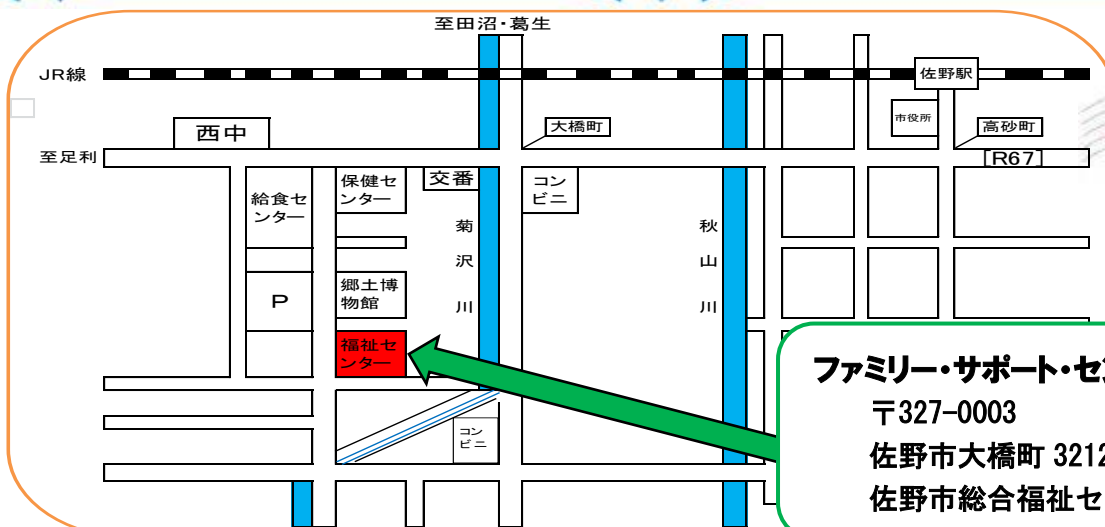 至田沼・葛生
JR線
佐野駅
市役所
高砂町
大橋町
西中
至足利
[R67]
交番
保健セ
ンター
給食セ
ンター
コン
ビニ
菊
沢
川
秋
山
川
P
郷土博
物館
福祉セ
ンター
コン
ビニ
ファミリー・サポート・セン
〒327-0003
佐野市大橋町 3212
佐野市総合福祉セ